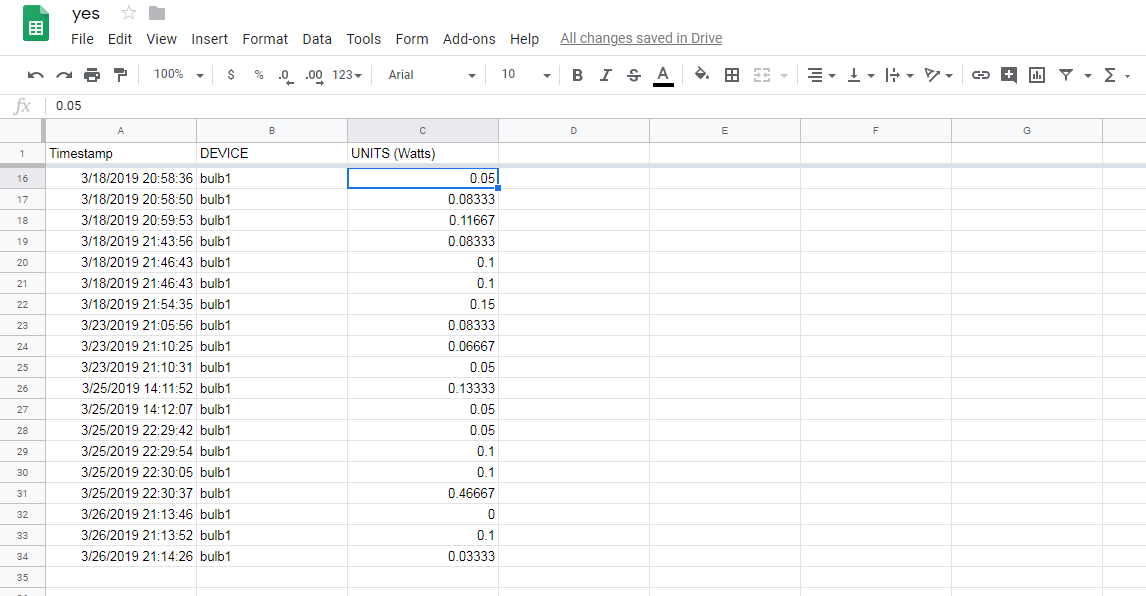 yes
File Edit View Insert Format Data Tools Form Add-ons Help All changes saved in Drive
100% $ % .0 .00 123 Arial 10 B I S A Σ
fx 0.05
A B C D E F G
1 Timestamp DEVICE UNITS (Watts)
16 3/18/2019 20:58:36 bulb1 0.05
17 3/18/2019 20:58:50 bulb1 0.08333
18 3/18/2019 20:59:53 bulb1 0.11667
19 3/18/2019 21:43:56 bulb1 0.08333
20 3/18/2019 21:46:43 bulb1 0.1
21 3/18/2019 21:46:43 bulb1 0.1
22 3/18/2019 21:54:35 bulb1 0.15
23 3/23/2019 21:05:56 bulb1 0.08333
24 3/23/2019 21:10:25 bulb1 0.06667
25 3/23/2019 21:10:31 bulb1 0.05
26 3/25/2019 14:11:52 bulb1 0.13333
27 3/25/2019 14:12:07 bulb1 0.05
28 3/25/2019 22:29:42 bulb1 0.05
29 3/25/2019 22:29:54 bulb1 0.1
30 3/25/2019 22:30:05 bulb1 0.1
31 3/25/2019 22:30:37 bulb1 0.46667
32 3/26/2019 21:13:46 bulb1 0
33 3/26/2019 21:13:52 bulb1 0.1
34 3/26/2019 21:14:26 bulb1 0.03333
35